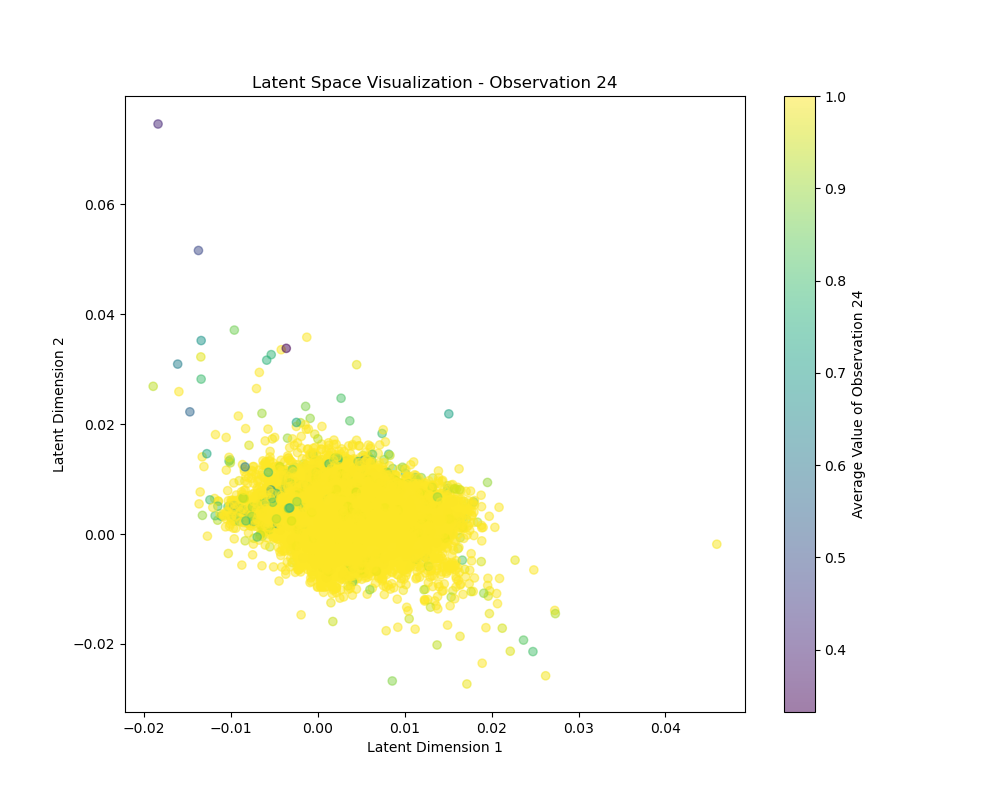 Latent Space Visualization - Observation 24
1.0
0.9
0.8
0.7
0.6
0.5
0.4
Average Value of Observation 24
0.06
0.04
0.02
0.00
−0.02
Latent Dimension 2
−0.02 −0.01 0.00 0.01 0.02 0.03 0.04
Latent Dimension 1